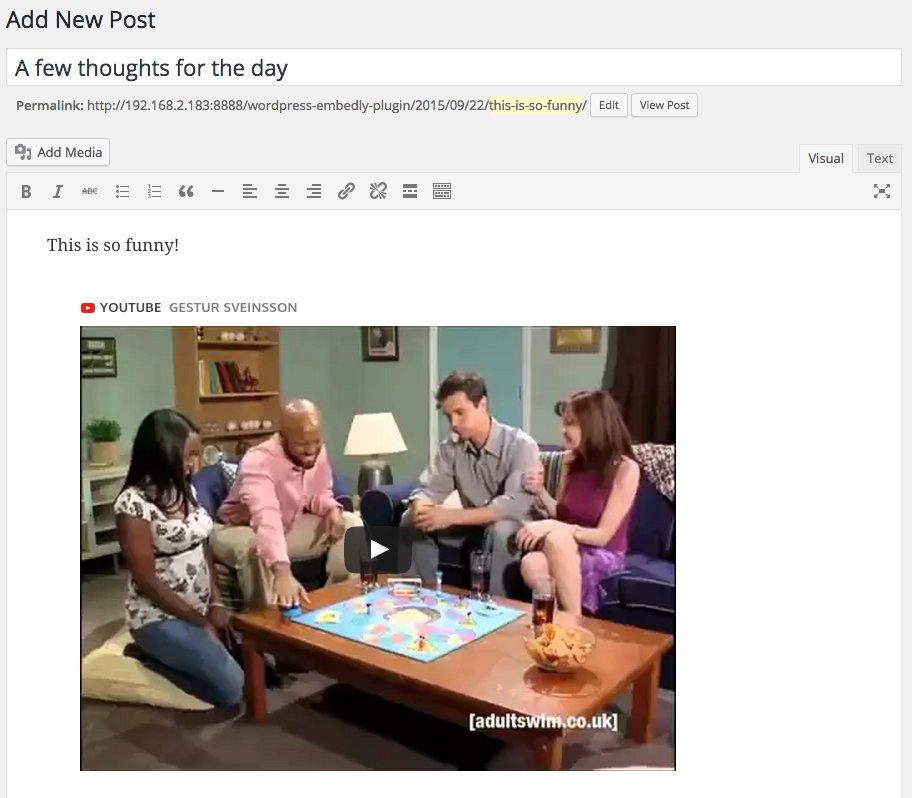 Add New Post
A few thoughts for the day
Permalink: http://192.168.2.183:8888/wordpress-embedly-plugin/2015/09/22/this-is-so-funny/ Edit View Post
Add Media
Visual Text
B I ABC
This is so funny!
YOUTUBE GESTUR SVEINSSON
[adultswim.co.uk]